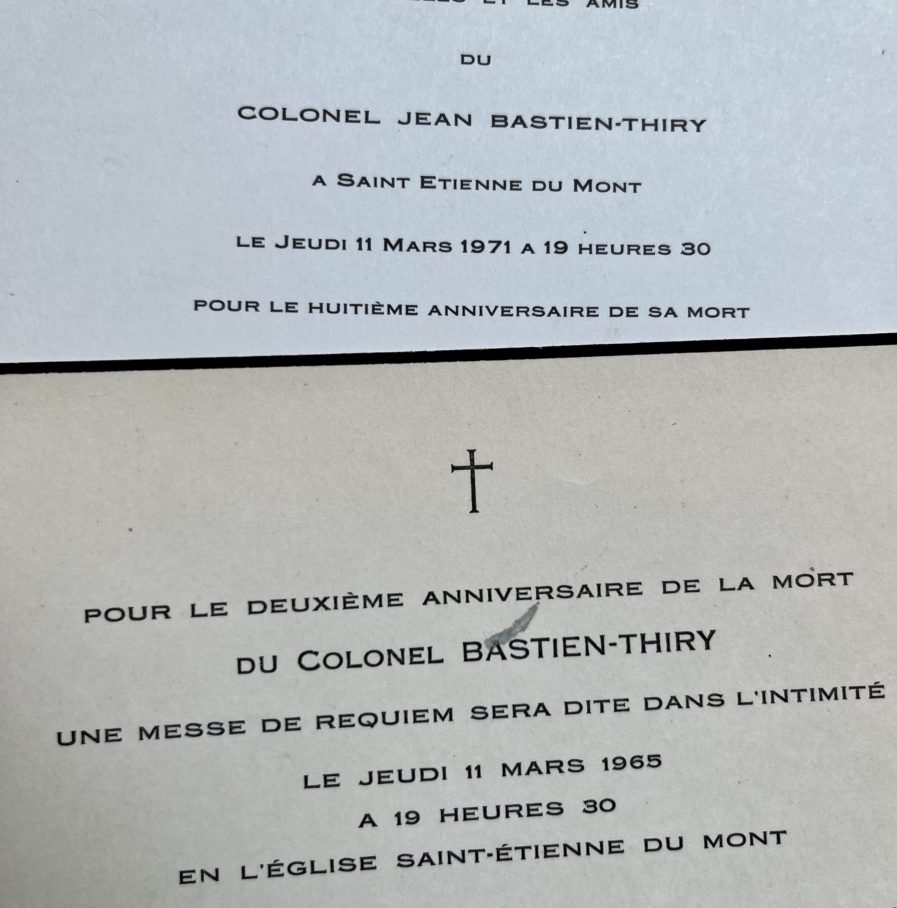 ET LES AMIS
DU
COLONEL JEAN BASTIEN-THIRY
A SAINT ETIENNE DU MONT
LE JEUDI 11 MARS 1971 A 19 HEURES 30
POUR LE HUITIÈME ANNIVERSAIRE DE SA MORT
POUR LE DEUXIÈME ANNIVERSAIRE DE LA MORT
DU COLONEL BASTIEN-THIRY
UNE MESSE DE REQUIEM SERA DITE DANS L'INTIMITÉ
LE JEUDI 11 MARS 1965
A 19 HEURES 30
EN L'ÉGLISE SAINT-ÉTIENNE DU MONT